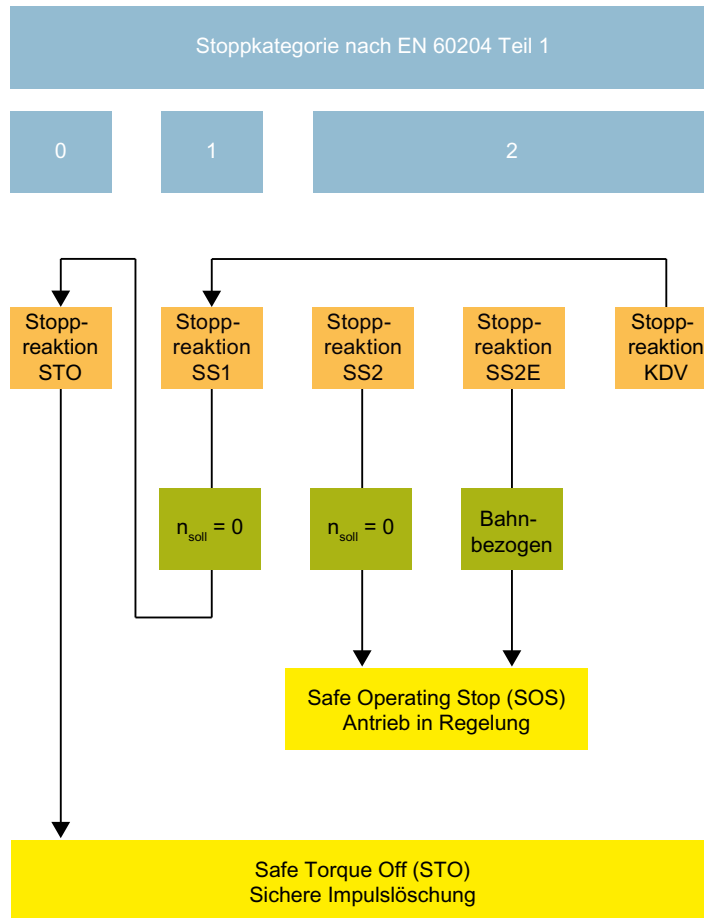 Stoppkategorie nach EN 60204 Teil 1
0
1
2
Stopp-
reaktion
STO
Stopp-
reaktion
SS1
Stopp-
reaktion
SS2
Stopp-
reaktion
SS2E
Stopp-
reaktion
KDV
nsoll = 0
nsoll = 0
Bahn-
bezogen
Safe Operating Stop (SOS)
Antrieb in Regelung
Safe Torque Off (STO)
Sichere Impulslöschung